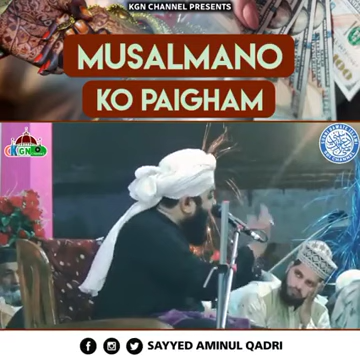 KGN CHANNEL PRESENTS
MUSALMANO
KO PAIGHAM
KGN
SAYYED AMINUL QADRI